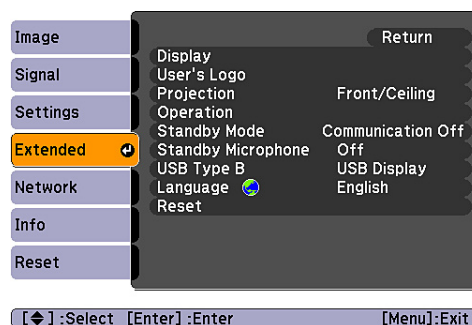 Image
Signal
Settings
Extended
Network
Info
Reset
Return
Display
User's Logo
Projection Front/Ceiling
Operation
Standby Mode Communication Off
Standby Microphone Off
USB Type B USB Display
Language English
Reset
[◆] :Select [Enter] :Enter [Menu]:Exit